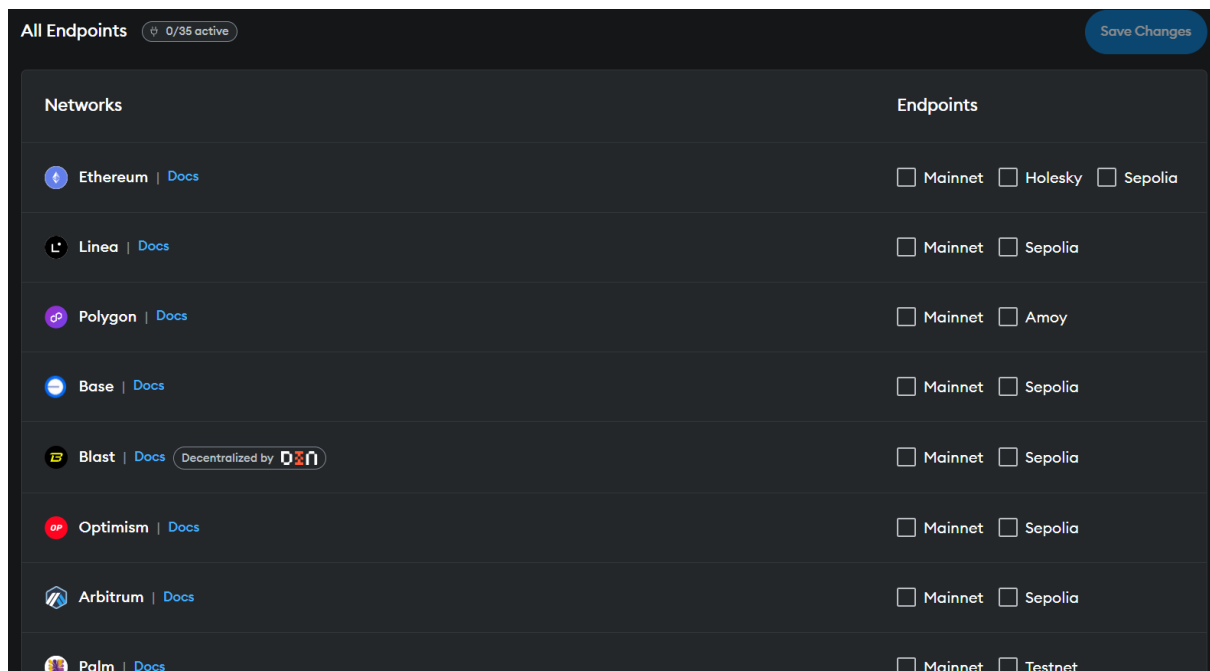 All Endpoints 0/35 active Save Changes
Networks Endpoints
Ethereum | Docs Mainnet Holesky Sepolia
Linea | Docs Mainnet Sepolia
Polygon | Docs Mainnet Amoy
Base | Docs Mainnet Sepolia
Blast | Docs Decentralized by DIN Mainnet Sepolia
OP Optimism | Docs Mainnet Sepolia
Arbitrum | Docs Mainnet Sepolia
Palm | Docs Mainnet Testnet